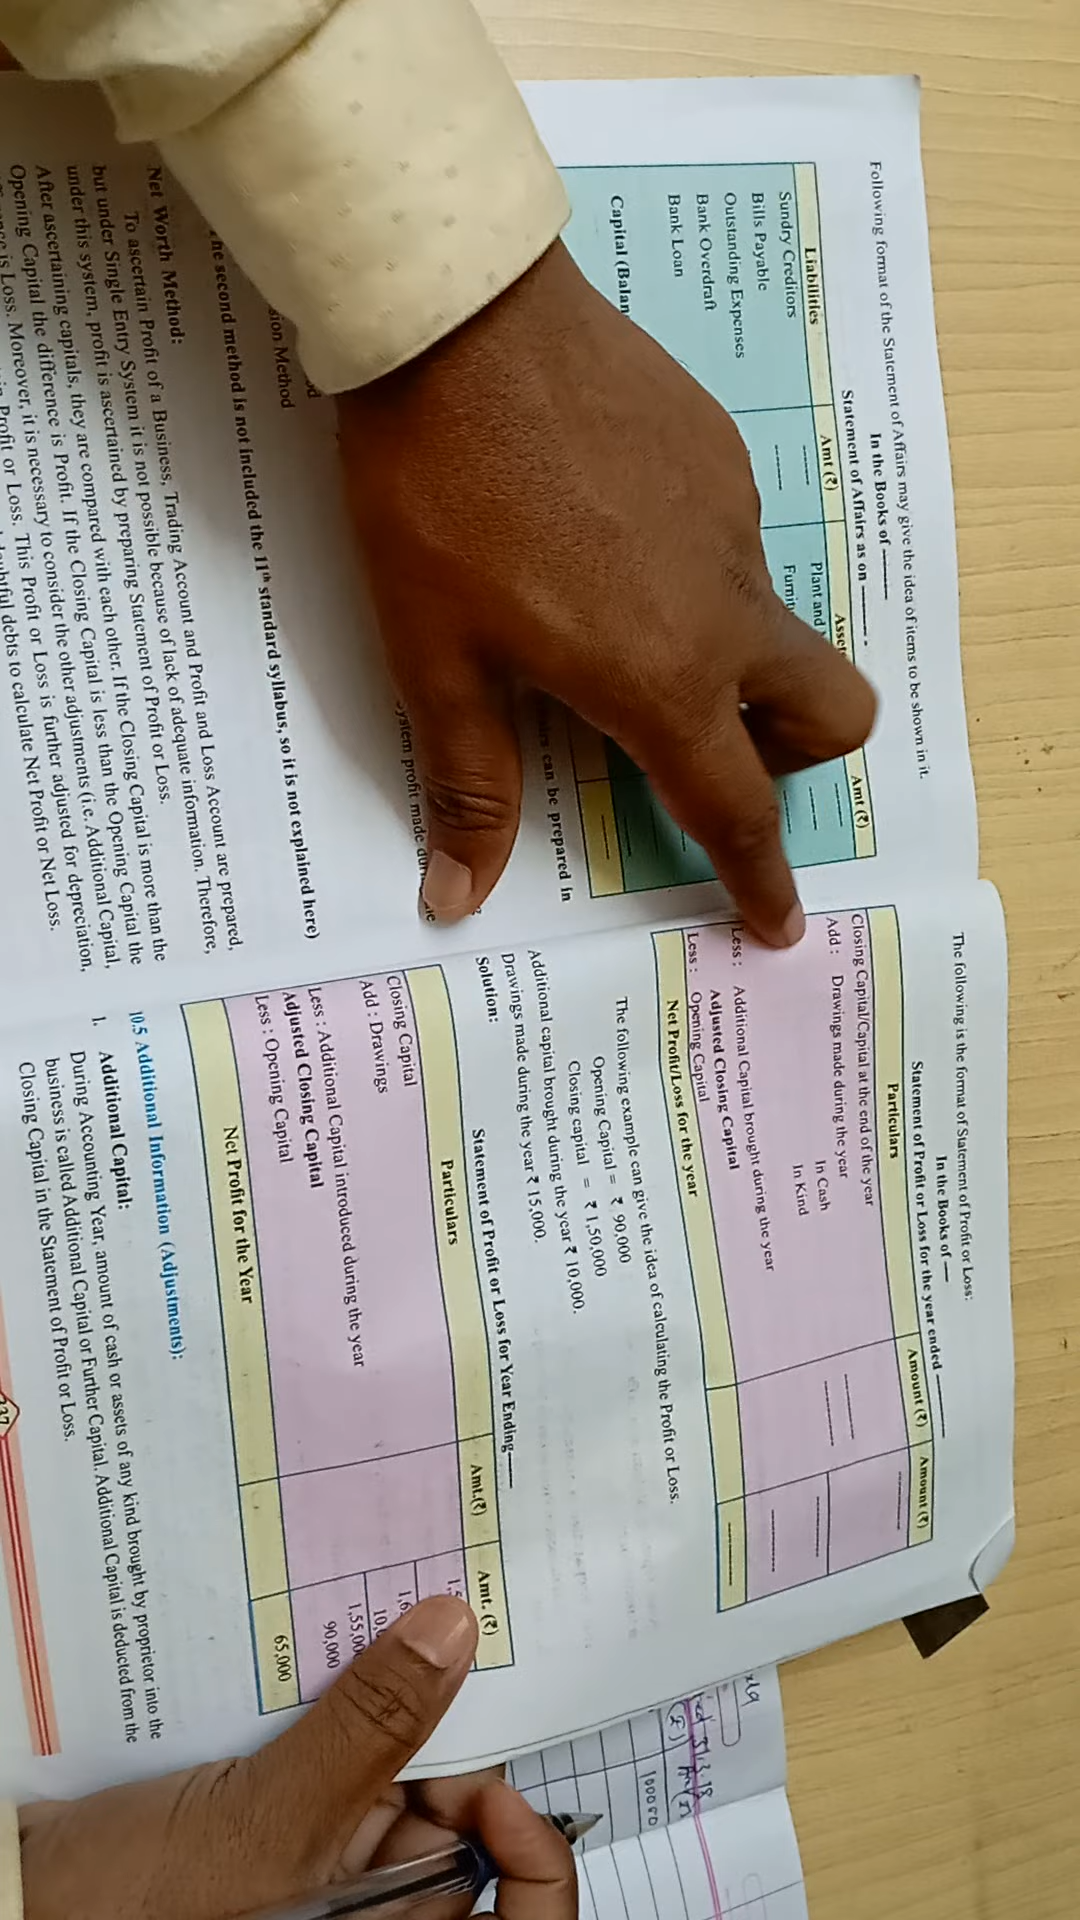 Following format of the Statement of Affairs may give the idea of items to be shown in it.
In the Books of
Statement of Affairs as on
Liabilities Amt (₹) Assets Amt (₹)
Sundry Creditors Plant and
Bills Payable
Outstanding Expenses
Bank Overdraft
Bank Loan
Capital
can be prepared in
system profit made
sion Method
second method is not included the 11th standard syllabus, so it is not explained here)
Net Worth Method:
To ascertain Profit of a Business, Trading Account and Profit and Loss Account are prepared,
but under Single Entry System it is not possible because of lack of adequate information. Therefore,
under this system, profit is ascertained by preparing Statement of Profit or Loss.
After ascertaining capitals, they are compared with each other. If the Closing Capital is more than the
Opening Capital the difference is Profit. If the Closing Capital is less than the Opening Capital the
is Loss. Moreover, it is necessary to consider the other adjustments (i.e. Additional Capital,
Profit or Loss. This Profit or Loss is further adjusted for depreciation,
debts to calculate Net Profit or Net Loss.
The following is the format of Statement of Profit or Loss:
In the Books of
Statement of Profit or Loss for the year ended
Particulars Amount (₹) Amount (₹)
Closing Capital/Capital at the end of the year
Add : Drawings made during the year
In Cash
In Kind
Less : Additional Capital brought during the year
Adjusted Closing Capital
Less : Opening Capital
Net Profit/Loss for the year
The following example can give the idea of calculating the Profit or Loss.
Opening Capital = ₹ 90,000
Closing capital = ₹ 1,50,000
Additional capital brought during the year ₹ 10,000.
Drawings made during the year ₹ 15,000.
Solution:
Statement of Profit or Loss for Year Ending
Particulars Amt.(₹) Amt. (₹)
Closing Capital
Add : Drawings
Less : Additional Capital introduced during the year
Adjusted Closing Capital 1,55,00
Less : Opening Capital 90,000
Net Profit for the Year 65,000
10.5 Additional Information (Adjustments):
1. Additional Capital:
During Accounting Year, amount of cash or assets of any kind brought by proprietor into the
business is called Additional Capital or Further Capital. Additional Capital is deducted from the
Closing Capital in the Statement of Profit or Loss.
237
31.3.18
100000